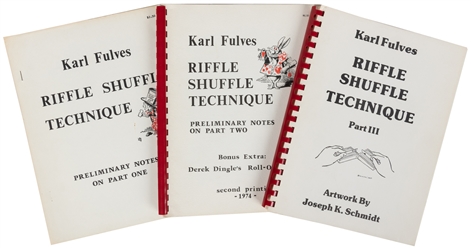 Karl Fulves
RIFFLE SHUFFLE
TECHNIQUE
PRELIMINARY NOTES
ON PART ONE
Karl Fulves
RIFFLE
SHUFFLE
TECHNIQUE
PRELIMINARY NOTES
ON PART TWO
Bonus Extra:
Derek Dingle's Roll-O
second printi
- 1974 -
Karl Fulves
RIFFLE
SHUFFLE
TECHNIQUE
Part III
Artwork By
Joseph K. Schmidt